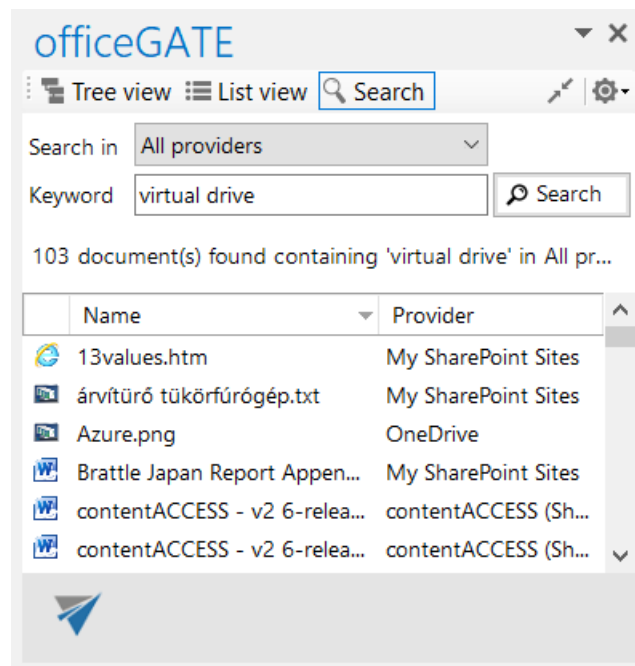 officeGATE
Tree view List view Search
Search in All providers
Keyword virtual drive Search
103 document(s) found containing 'virtual drive' in All pr...
Name Provider
13values.htm My SharePoint Sites
árvítürő tükörfúrógép.txt My SharePoint Sites
Azure.png OneDrive
Brattle Japan Report Appen... My SharePoint Sites
contentACCESS - v2 6-relea... contentACCESS (Sh...
contentACCESS - v2 6-relea... contentACCESS (Sh...